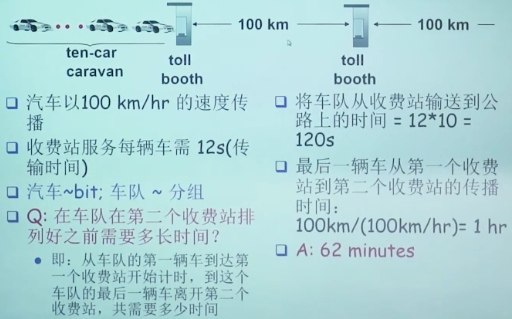 100 km
100 km
ten-car
caravan
toll
booth
toll
booth
汽车以100 km/hr 的速度传
播
收费站服务每辆车需 12s(传
输时间)
汽车~bit; 车队 ~ 分组
Q: 在车队在第二个收费站排
列好之前需要多长时间？
即：从车队的第一辆车到达第
一个收费站开始计时，到这个
车队的最后一辆车离开第二个
收费站，共需要多少时间
将车队从收费站输送到公
路上的时间 = 12*10 =
120s
最后一辆车从第一个收费
站到第二个收费站的传播
时间：
100km/(100km/hr)= 1 hr
A: 62 minutes